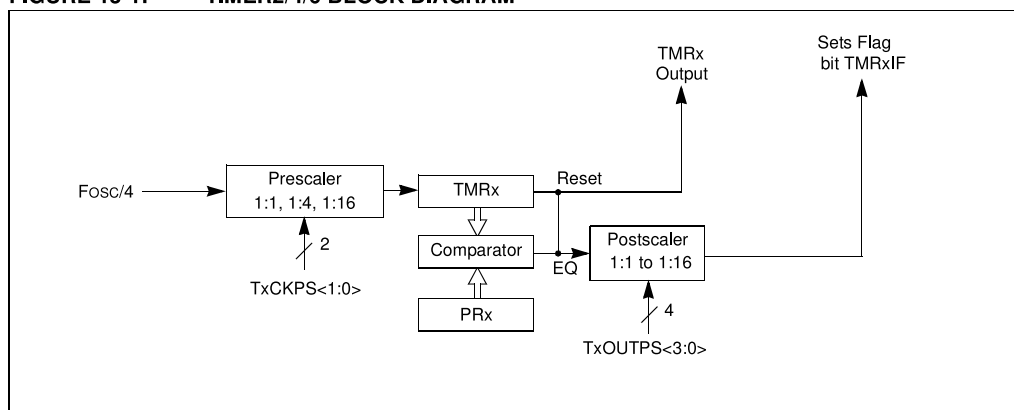 TMRx
Output
Sets Flag
bit TMRxIF
Fosc/4
Prescaler
1:1, 1:4, 1:16
2
TxCKPS<1:0>
TMRx
Reset
Comparator
EQ
PRx
Postscaler
1:1 to 1:16
4
TxOUTPS<3:0>